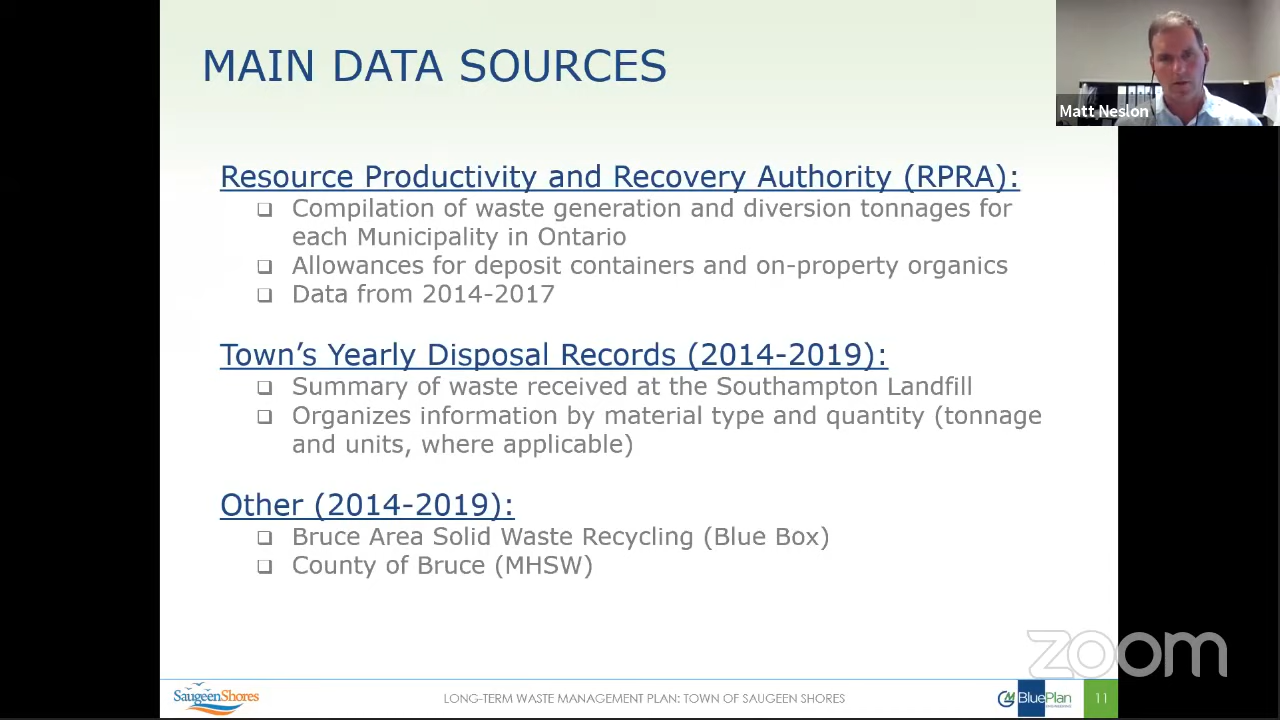 MAIN DATA SOURCES
Matt Neslon
Resource Productivity and Recovery Authority (RPRA):
Compilation of waste generation and diversion tonnages for
each Municipality in Ontario
Allowances for deposit containers and on-property organics
Data from 2014-2017
Town's Yearly Disposal Records (2014-2019):
Summary of waste received at the Southampton Landfill
Organizes information by material type and quantity (tonnage
and units, where applicable)
Other (2014-2019):
Bruce Area Solid Waste Recycling (Blue Box)
County of Bruce (MHSW)
zoom
SaugeenShores
LONG-TERM WASTE MANAGEMENT PLAN: TOWN OF SAUGEEN SHORES
BluePlan
11